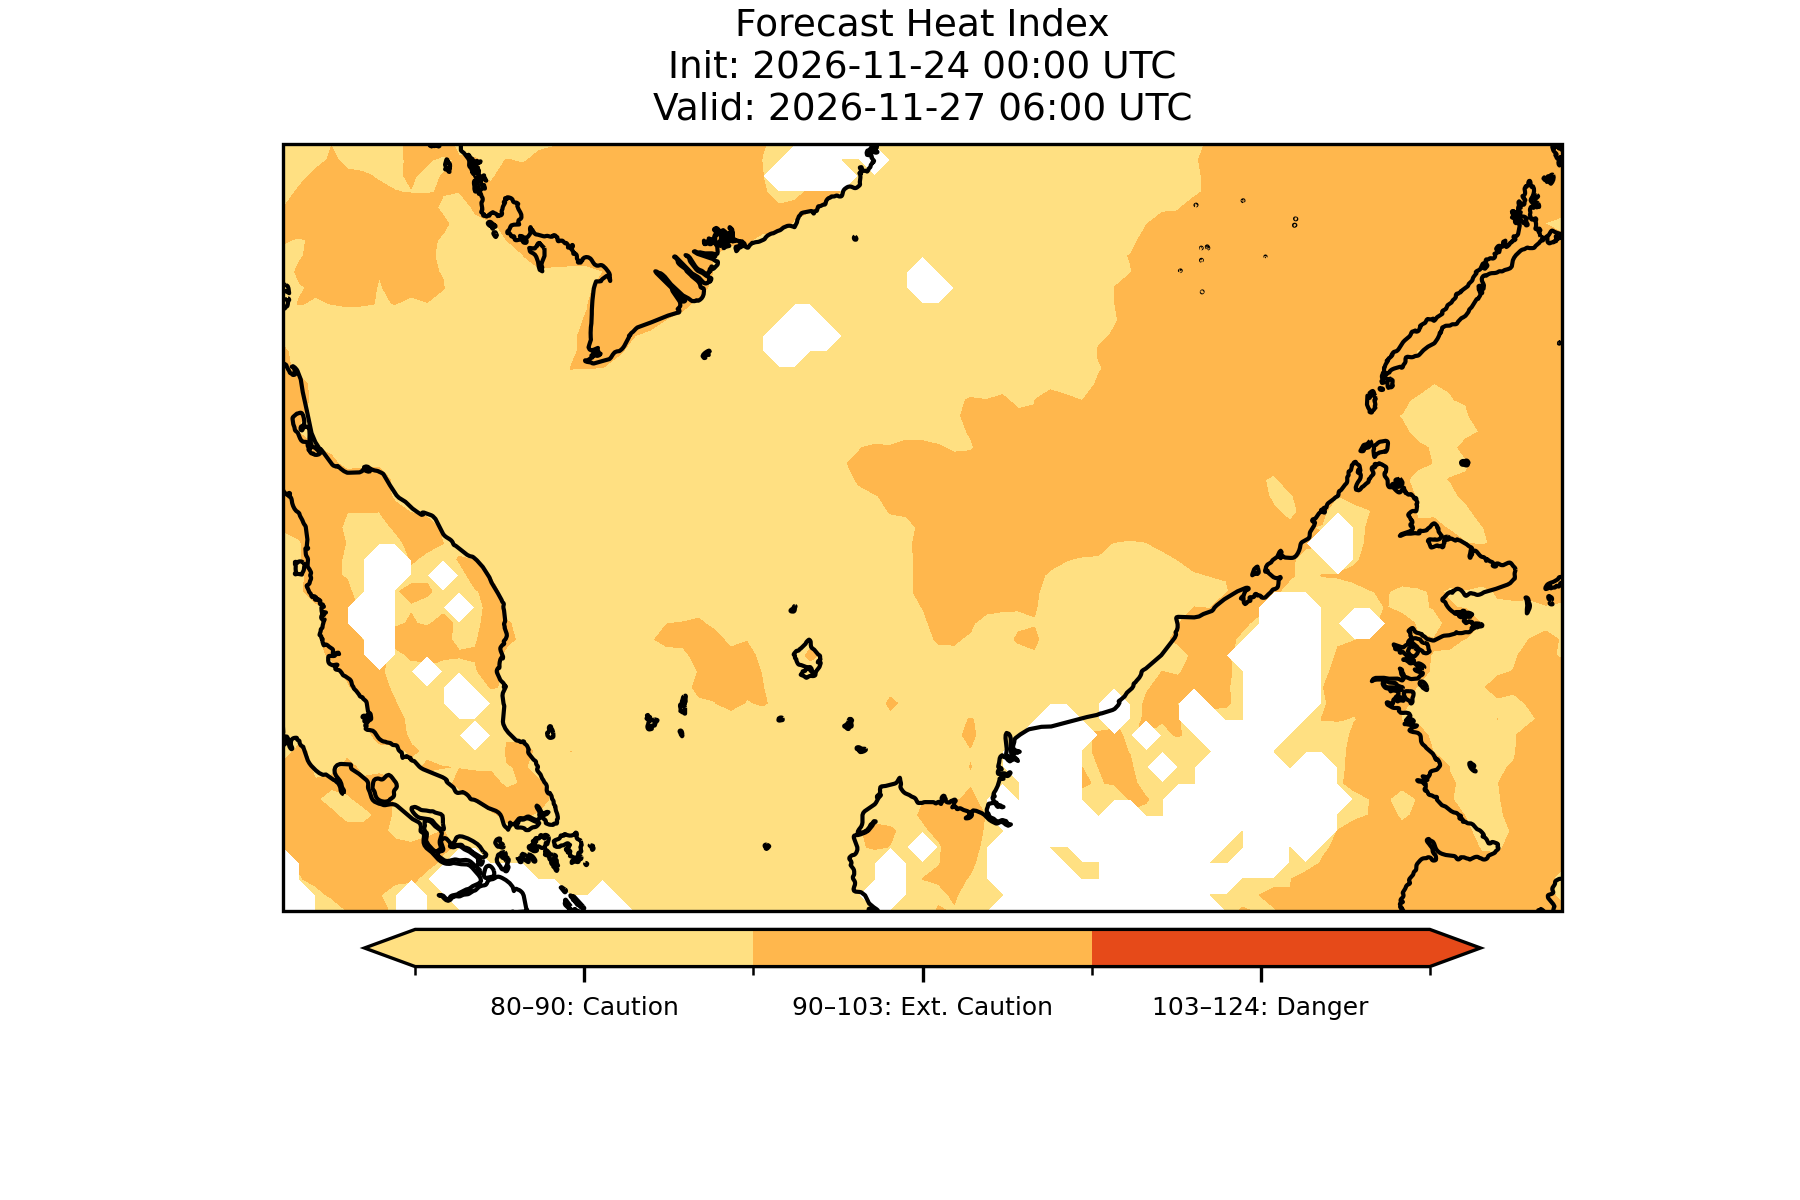 Forecast Heat Index
Init: 2026-11-24 00:00 UTC
Valid: 2026-11-27 06:00 UTC
80–90: Caution
90–103: Ext. Caution
103–124: Danger